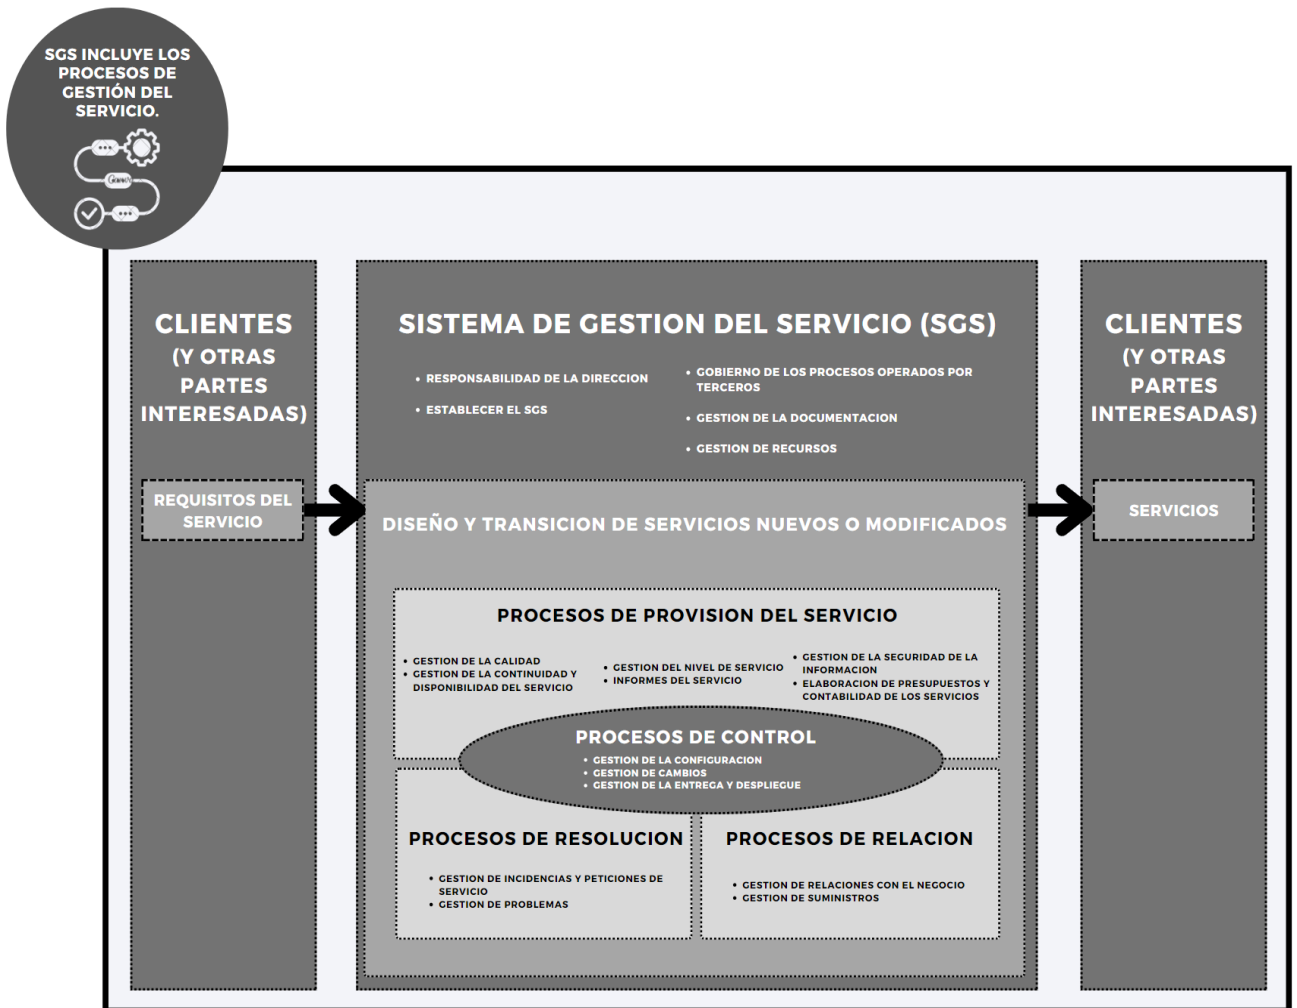 SGS INCLUYE LOS
PROCESOS DE
GESTIÓN DEL
SERVICIO.
CLIENTES
(Y OTRAS
PARTES
INTERESADAS)
REQUISITOS DEL
SERVICIO
SISTEMA DE GESTION DEL SERVICIO (SGS)
• RESPONSABILIDAD DE LA DIRECCION
• ESTABLECER EL SGS
• GOBIERNO DE LOS PROCESOS OPERADOS POR
TERCEROS
• GESTION DE LA DOCUMENTACION
• GESTION DE RECURSOS
DISEÑO Y TRANSICION DE SERVICIOS NUEVOS O MODIFICADOS
PROCESOS DE PROVISION DEL SERVICIO
• GESTION DE LA CALIDAD
• GESTION DE LA CONTINUIDAD Y
DISPONIBILIDAD DEL SERVICIO
• GESTION DEL NIVEL DE SERVICIO
• INFORMES DEL SERVICIO
• GESTION DE LA SEGURIDAD DE LA
INFORMACION
• ELABORACION DE PRESUPUESTOS Y
CONTABILIDAD DE LOS SERVICIOS
PROCESOS DE CONTROL
• GESTION DE LA CONFIGURACION
• GESTION DE CAMBIOS
• GESTION DE LA ENTREGA Y DESPLIEGUE
PROCESOS DE RESOLUCION
• GESTION DE INCIDENCIAS Y PETICIONES DE
SERVICIO
• GESTION DE PROBLEMAS
PROCESOS DE RELACION
• GESTION DE RELACIONES CON EL NEGOCIO
• GESTION DE SUMINISTROS
CLIENTES
(Y OTRAS
PARTES
INTERESADAS)
SERVICIOS